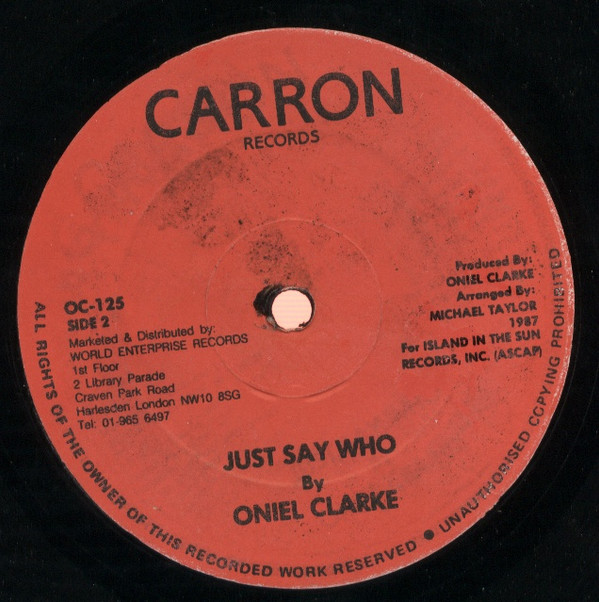 CARRON
RECORDS
OC-125
SIDE 2
Marketed & Distributed by:
WORLD ENTERPRISE RECORDS
1st Floor
2 Library Parade
Craven Park Road
Harlesden London NW10 8SG
Tel: 01-965 6497
Produced By:
ONIEL CLARKE
Arranged By:
MICHAEL TAYLOR
1987
For ISLAND IN THE SUN
RECORDS, INC. (ASCAP)
JUST SAY WHO
By
ONIEL CLARKE
ALL RIGHTS OF THE OWNER OF THIS RECORDED WORK RESERVED ● UNAUTHORISED COPYING PROHIBITED